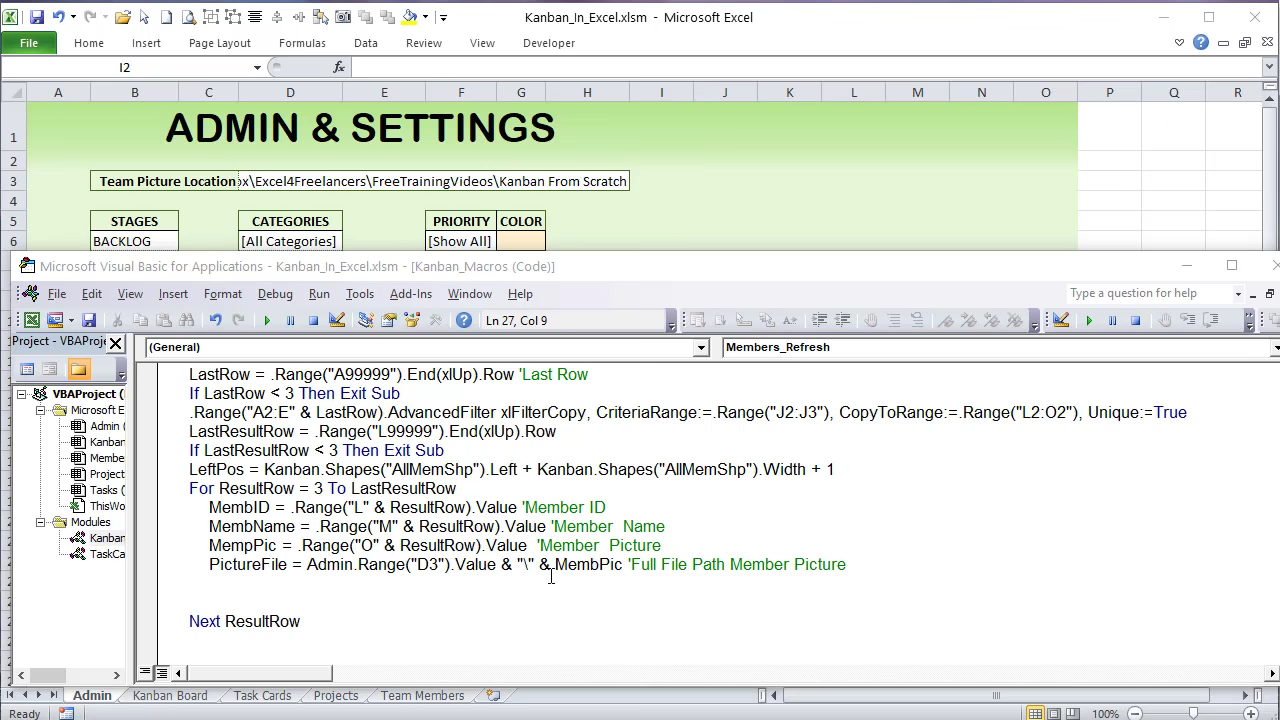 Kanban_In_Excel.xlsm - Microsoft Excel
File Home Insert Page Layout Formulas Data Review View Developer
I2 fx
A B C D E F G H I J K L M N O P Q R
1 ADMIN & SETTINGS
2
3 Team Picture Location ox\Excel4Freelancers\FreeTrainingVideos\Kanban From Scratch
4
5 STAGES CATEGORIES PRIORITY COLOR
6 BACKLOG [All Categories] [Show All]
Microsoft Visual Basic for Applications - Kanban_In_Excel.xlsm - [Kanban_Macros (Code)]
File Edit View Insert Format Debug Run Tools Add-Ins Window Help Type a question for help
Ln 27, Col 9
Project - VBAProje
(General) Members_Refresh
VBAProject (
Microsoft E
Admin (
Kanban
Member
Project
Tasks (
ThisWo
Modules
Kanban
TaskCa
LastRow = .Range("A99999").End(xlUp).Row 'Last Row
If LastRow < 3 Then Exit Sub
.Range("A2:E" & LastRow).AdvancedFilter xlFilterCopy, CriteriaRange:=.Range("J2:J3"), CopyToRange:=.Range("L2:O2"), Unique:=True
LastResultRow = .Range("L99999").End(xlUp).Row
If LastResultRow < 3 Then Exit Sub
LeftPos = Kanban.Shapes("AllMemShp").Left + Kanban.Shapes("AllMemShp").Width + 1
For ResultRow = 3 To LastResultRow
MembID = .Range("L" & ResultRow).Value 'Member ID
MembName = .Range("M" & ResultRow).Value 'Member Name
MempPic = .Range("O" & ResultRow).Value 'Member Picture
PictureFile = Admin.Range("D3").Value & "\" & MembPic 'Full File Path Member Picture
Next ResultRow
Admin Kanban Board Task Cards Projects Team Members
Ready 100%